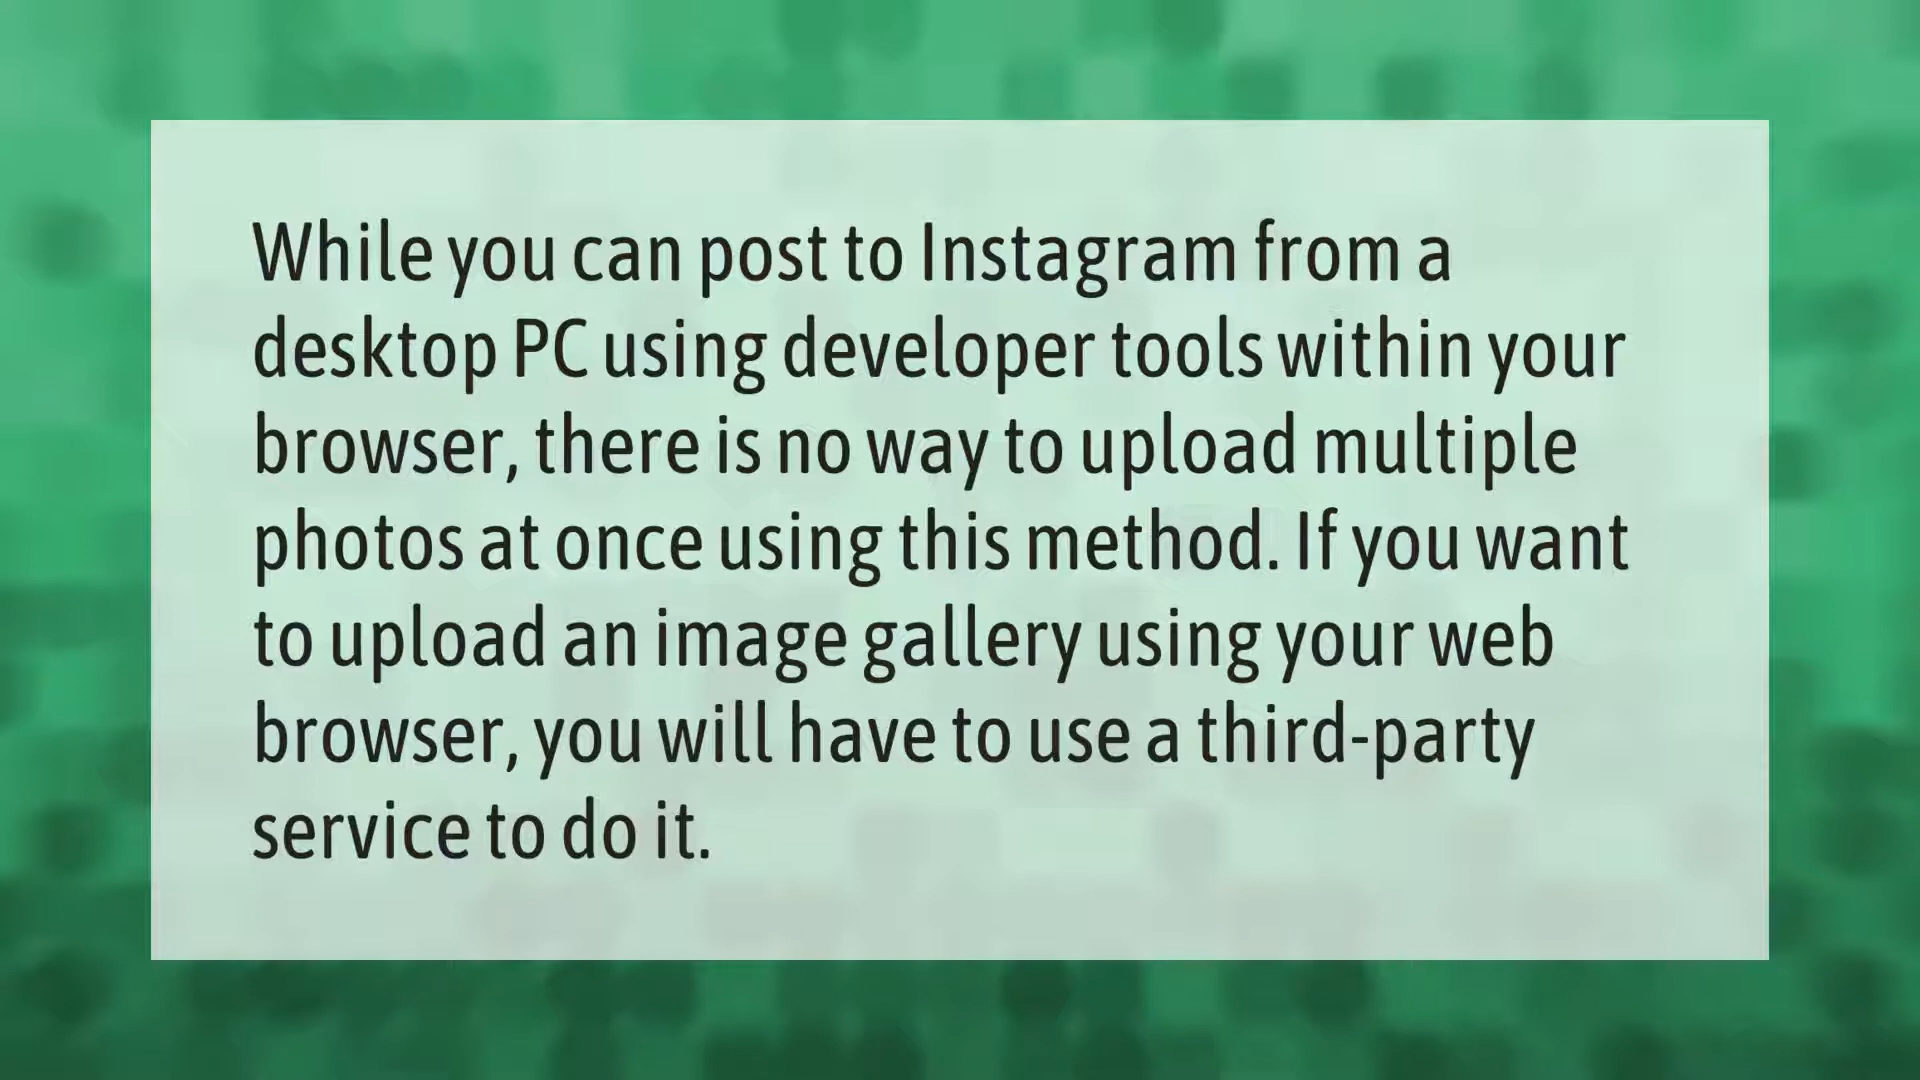 While you can post to Instagram from a
desktop PC using developer tools within your
browser, there is no way to upload multiple
photos at once using this method. If you want
to upload an image gallery using your web
browser, you will have to use a third-party
service to do it.